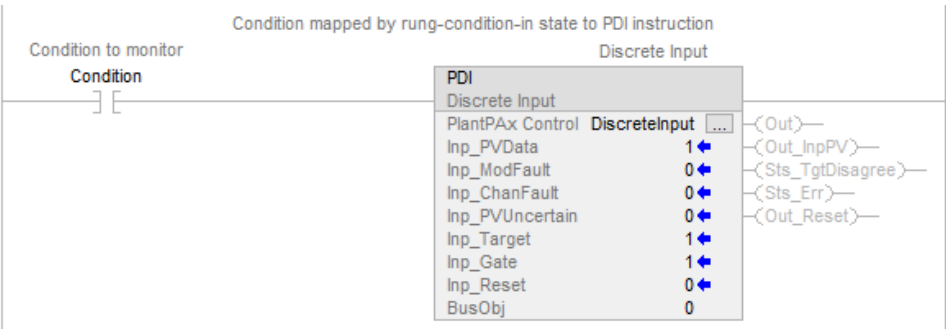 Condition mapped by rung-condition-in state to PDI instruction
Condition to monitor
Discrete Input
Condition
PDI
Discrete Input
PlantPAx Control DiscreteInput ...
(Out)
Inp_PVData 1
(Out_InpPV)
Inp_ModFault 0
(Sts_TgtDisagree)
Inp_ChanFault 0
(Sts_Err)
Inp_PVUncertain 0
(Out_Reset)
Inp_Target 1
Inp_Gate 1
Inp_Reset 0
BusObj 0